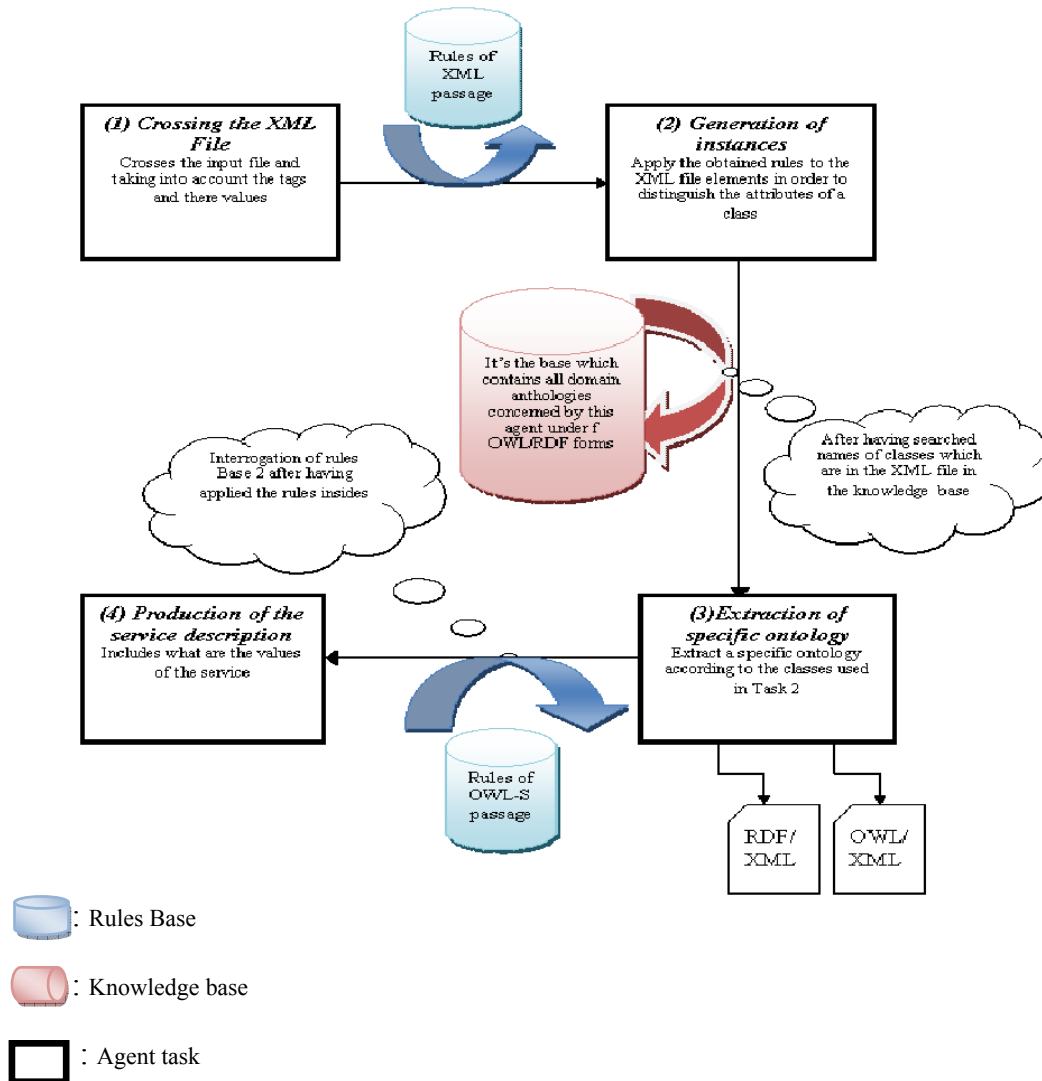 Rules of
XML
passage
(1) Crossing the XML
File
Crosses the input file and
taking into account the tags
and there values
(2) Generation of
instances
Apply the obtained rules to the
XML file elements in order to
distinguish the attributes of a
class
It's the base which
contains all domain
anthologies
concerned by this
agent under f
OWL/RDF forms
After having searched
names of classes which
are in the XML file in
the knowledge base
Interrogation of rules
Base 2 after having
applied the rules insides
(3)Extraction of
specific ontology
Extract a specific ontology
according to the classes used
in Task 2
(4) Production of the
service description
Includes what are the values
of the service
Rules of
OWL-S
passage
RDF/
XML
OWL/
XML
: Rules Base
: Knowledge base
: Agent task